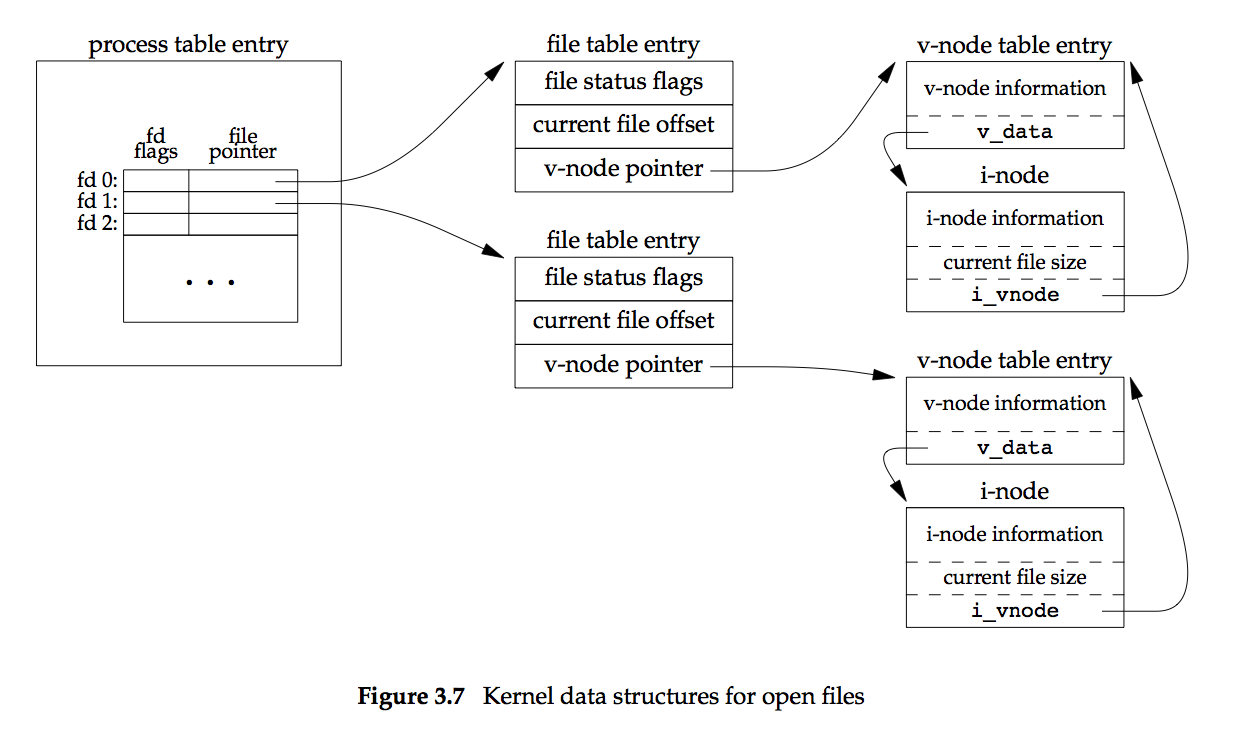 process table entry
fd
flags
file
pointer
fd 0:
fd 1:
fd 2:
. . .
file table entry
file status flags
current file offset
v-node pointer
file table entry
file status flags
current file offset
v-node pointer
v-node table entry
v-node information
v_data
i-node
i-node information
current file size
i_vnode
v-node table entry
v-node information
v_data
i-node
i-node information
current file size
i_vnode
Figure 3.7 Kernel data structures for open files